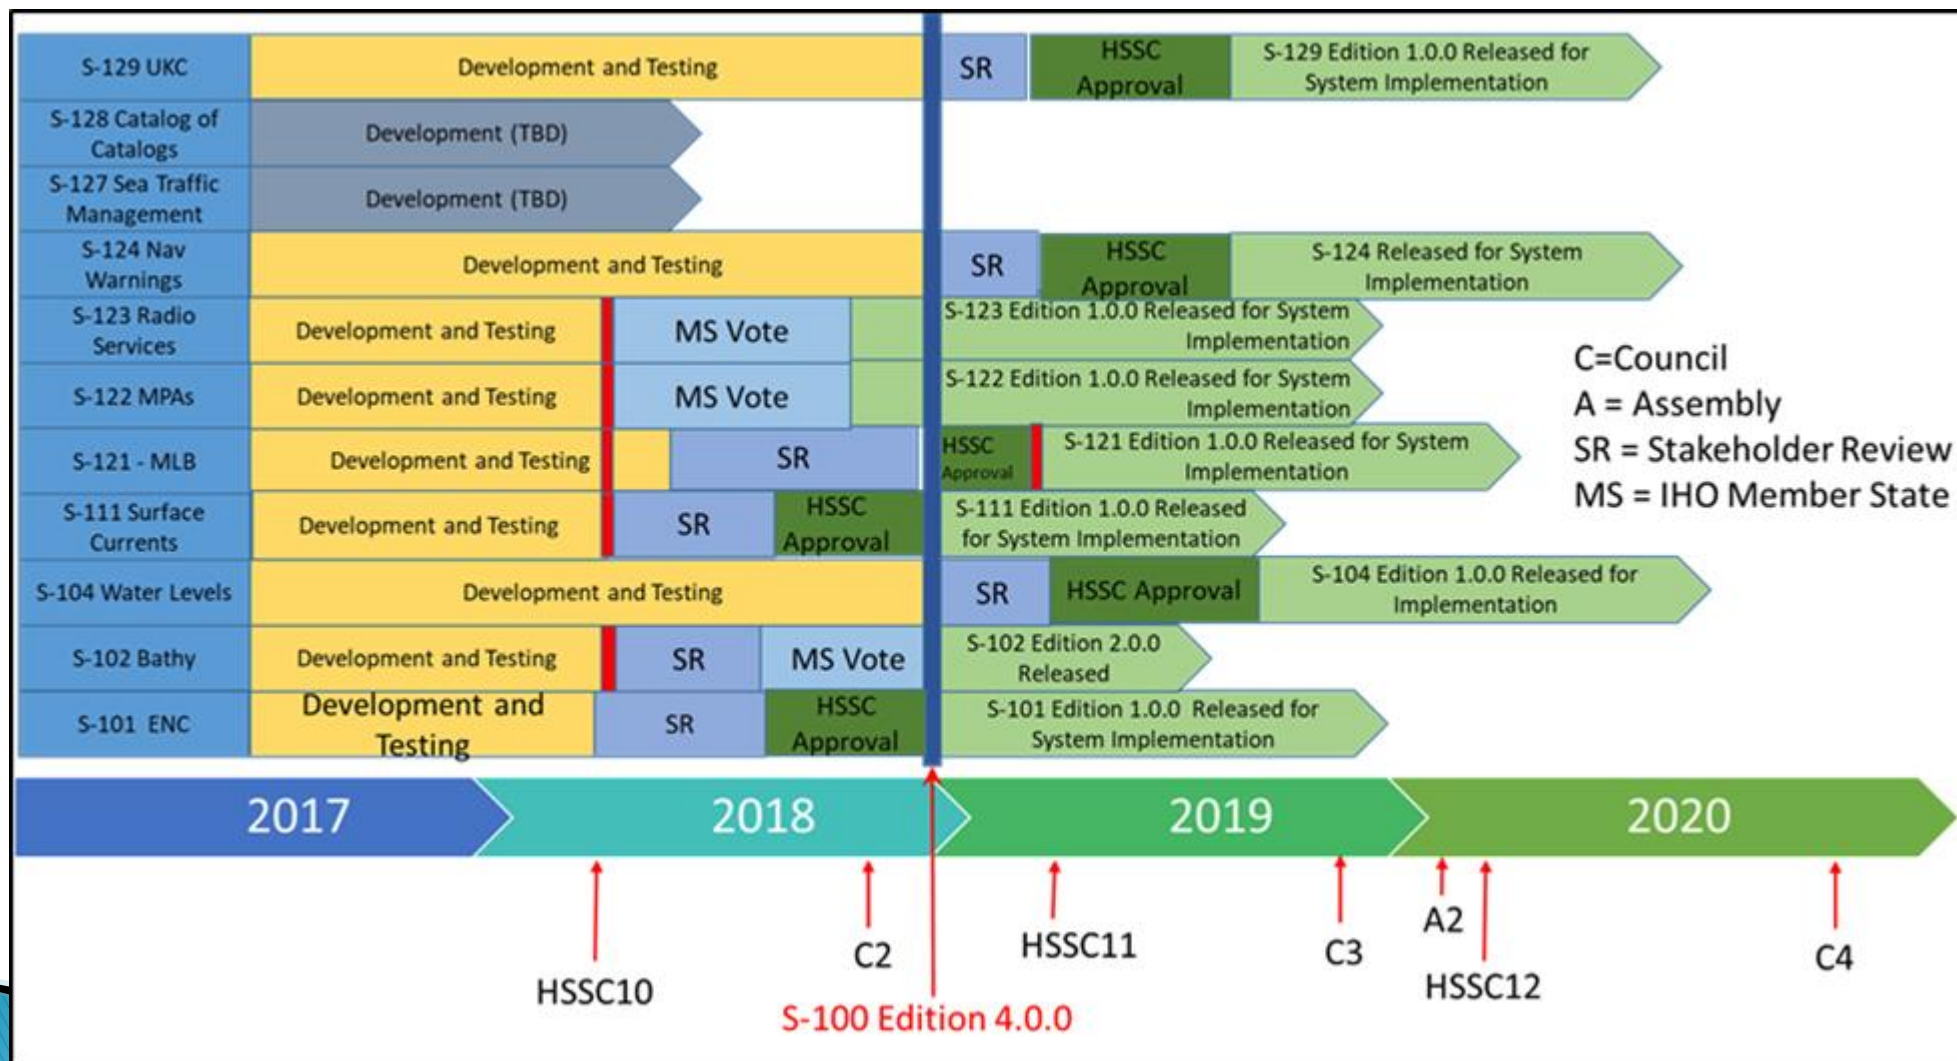 S-129 UKC
Development and Testing
SR
HSSC
Approval
S-129 Edition 1.0.0 Released for
System Implementation
S-128 Catalog of
Catalogs
Development (TBD)
S-127 Sea Traffic
Management
Development (TBD)
S-124 Nav
Warnings
Development and Testing
SR
HSSC
Approval
S-124 Released for System
Implementation
S-123 Radio
Services
Development and Testing
MS Vote
S-123 Edition 1.0.0 Released for System
Implementation
S-122 MPAs
Development and Testing
MS Vote
S-122 Edition 1.0.0 Released for System
Implementation
S-121 - MLB
Development and Testing
SR
HSSC
Approval
S-121 Edition 1.0.0 Released for System
Implementation
S-111 Surface
Currents
Development and Testing
SR
HSSC
Approval
S-111 Edition 1.0.0 Released
for System Implementation
S-104 Water Levels
Development and Testing
SR
HSSC Approval
S-104 Edition 1.0.0 Released for
Implementation
S-102 Bathy
Development and Testing
SR
MS Vote
S-102 Edition 2.0.0
Released
S-101 ENC
Development and
Testing
SR
HSSC
Approval
S-101 Edition 1.0.0 Released for
System Implementation
C=Council
A = Assembly
SR = Stakeholder Review
MS = IHO Member State
2017
2018
2019
2020
HSSC10
C2
S-100 Edition 4.0.0
HSSC11
C3
A2
HSSC12
C4